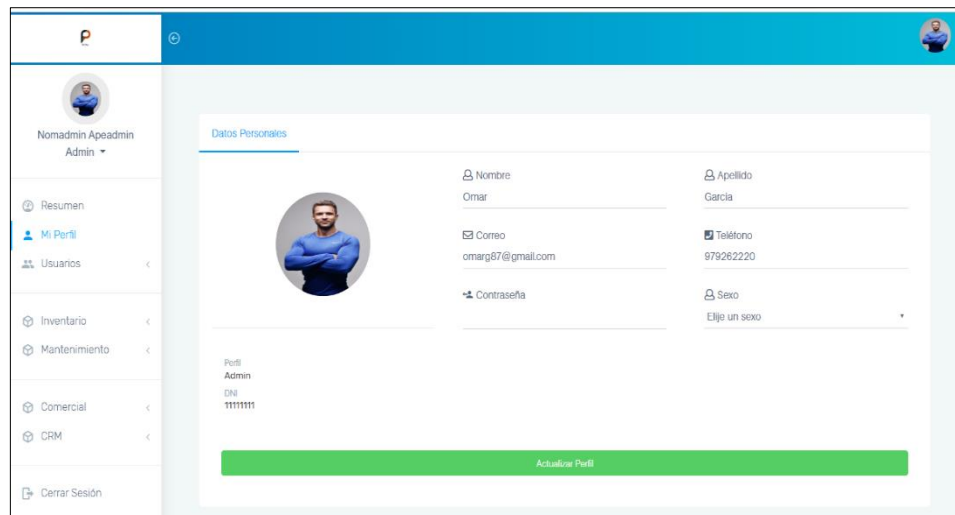 Nomadmin Apeadmin
Admin
Resumen
Mi Perfil
Usuarios
Inventario
Mantenimiento
Comercial
CRM
Cerrar Sesión
Datos Personales
Nombre
Omar
Apellido
Garcia
Correo
omarg87@gmail.com
Teléfono
979262220
Contraseña
Sexo
Elije un sexo
Perfil
Admin
DNI
11111111
Actualizar Perfil